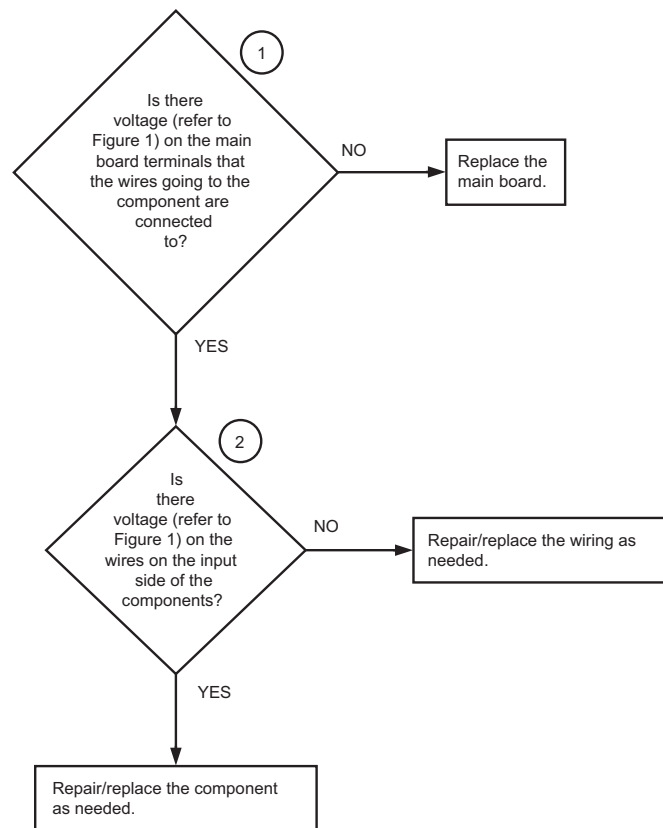 1
Is there
voltage (refer to
Figure 1) on the main
board terminals that
the wires going to the
component are
connected
to?
NO
Replace the
main board.
YES
2
Is
there
voltage (refer to
Figure 1) on the
wires on the input
side of the
components?
NO
Repair/replace the wiring as
needed.
YES
Repair/replace the component
as needed.